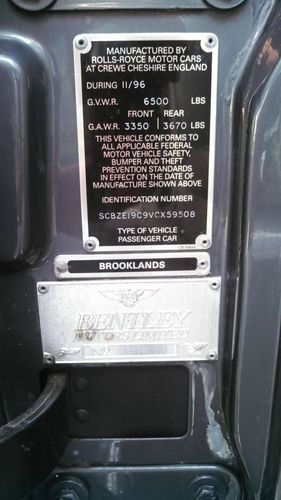 MANUFACTURED BY
ROLLS-ROYCE MOTOR CARS
AT CREWE CHESHIRE ENGLAND
DURING 11/96
G.V.W.R. 6500 LBS
FRONT REAR
G.A.W.R. 3350 3670 LBS
THIS VEHICLE CONFORMS TO
ALL APPLICABLE FEDERAL
MOTOR VEHICLE SAFETY,
BUMPER AND THEFT
PREVENTION STANDARDS
IN EFFECT ON THE DATE OF
MANUFACTURE SHOWN ABOVE
IDENTIFICATION NUMBER
SCBZE19C9VCX59508
TYPE OF VEHICLE
PASSENGER CAR
BROOKLANDS
BENTLEY
MOTORS LIMITED
No